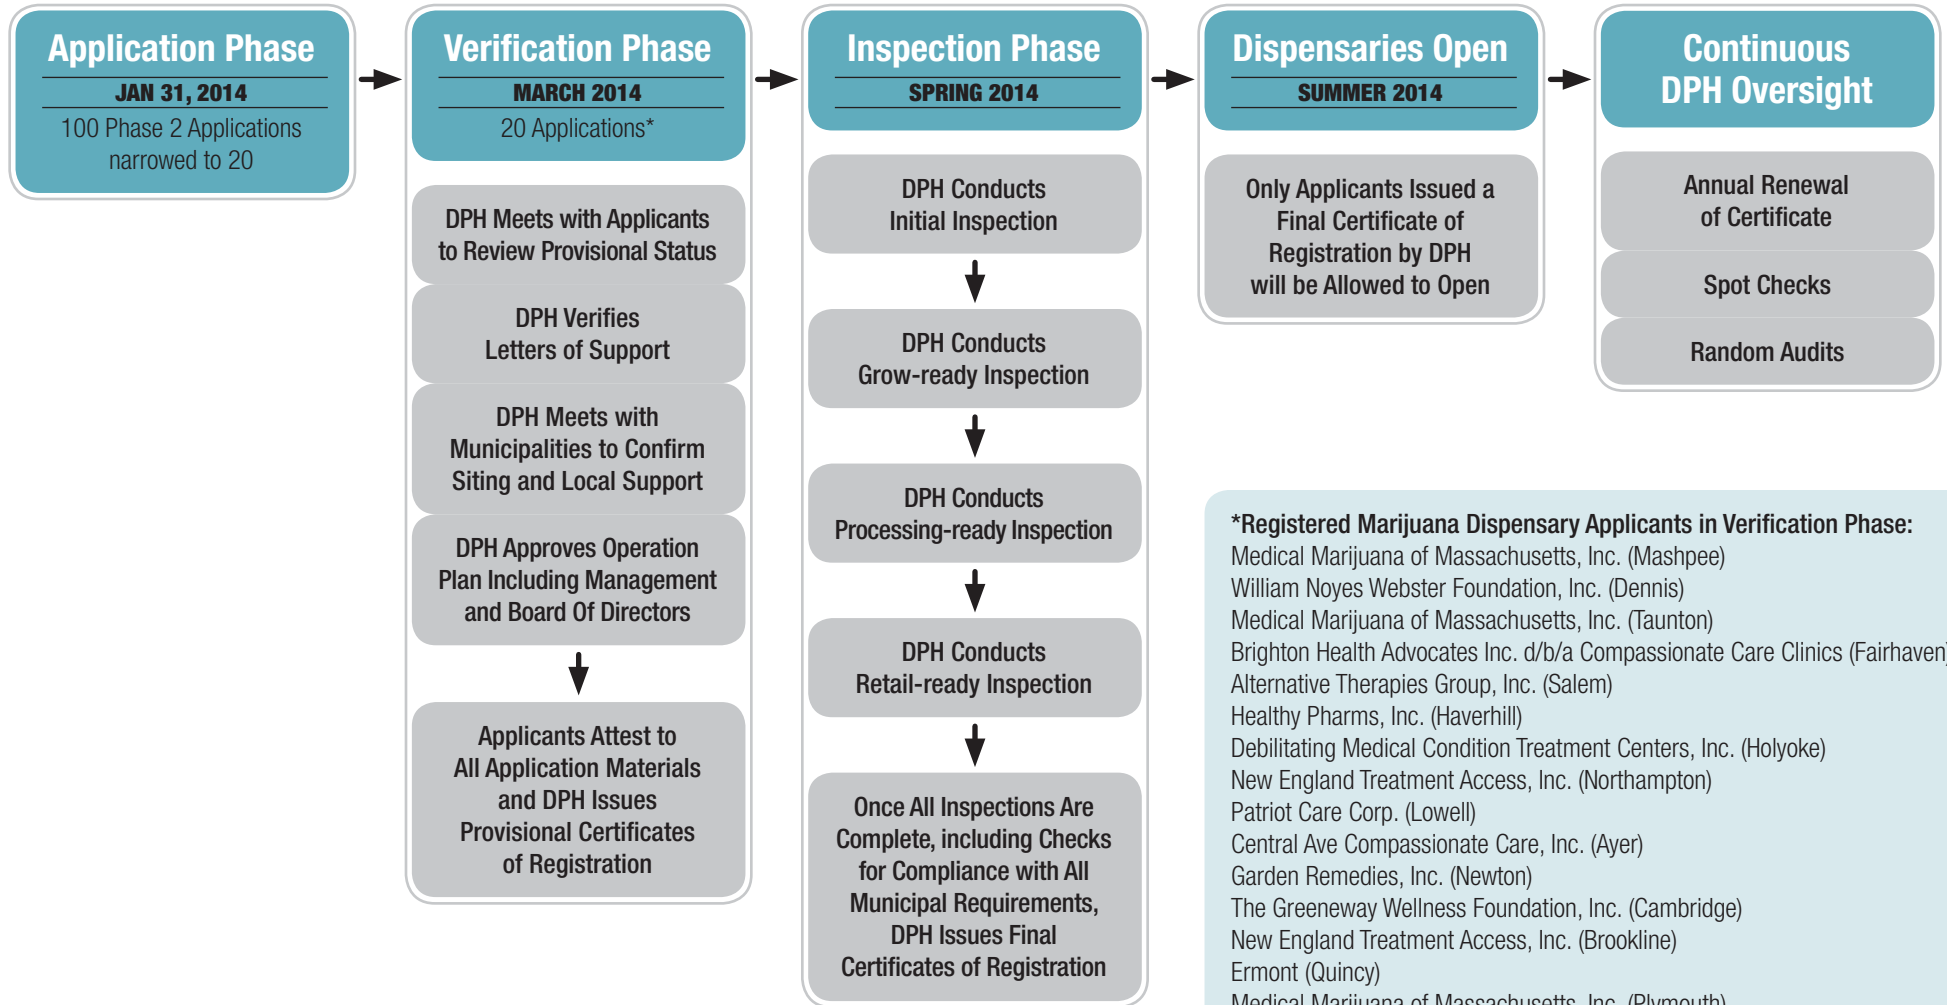 Application Phase
JAN 31, 2014
100 Phase 2 Applications
narrowed to 20
Verification Phase
MARCH 2014
20 Applications*
DPH Meets with Applicants
to Review Provisional Status
DPH Verifies
Letters of Support
DPH Meets with
Municipalities to Confirm
Siting and Local Support
DPH Approves Operation
Plan Including Management
and Board Of Directors
Applicants Attest to
All Application Materials
and DPH Issues
Provisional Certificates
of Registration
Inspection Phase
SPRING 2014
DPH Conducts
Initial Inspection
DPH Conducts
Grow-ready Inspection
DPH Conducts
Processing-ready Inspection
DPH Conducts
Retail-ready Inspection
Once All Inspections Are
Complete, including Checks
for Compliance with All
Municipal Requirements,
DPH Issues Final
Certificates of Registration
Dispensaries Open
SUMMER 2014
Only Applicants Issued a
Final Certificate of
Registration by DPH
will be Allowed to Open
Continuous
DPH Oversight
Annual Renewal
of Certificate
Spot Checks
Random Audits
*Registered Marijuana Dispensary Applicants in Verification Phase:
Medical Marijuana of Massachusetts, Inc. (Mashpee)
William Noyes Webster Foundation, Inc. (Dennis)
Medical Marijuana of Massachusetts, Inc. (Taunton)
Brighton Health Advocates Inc. d/b/a Compassionate Care Clinics (Fairhaven)
Alternative Therapies Group, Inc. (Salem)
Healthy Pharms, Inc. (Haverhill)
Debilitating Medical Condition Treatment Centers, Inc. (Holyoke)
New England Treatment Access, Inc. (Northampton)
Patriot Care Corp. (Lowell)
Central Ave Compassionate Care, Inc. (Ayer)
Garden Remedies, Inc. (Newton)
The Greeneway Wellness Foundation, Inc. (Cambridge)
New England Treatment Access, Inc. (Brookline)
Ermont (Quincy)
Medical Marijuana of Massachusetts, Inc. (Plymouth)